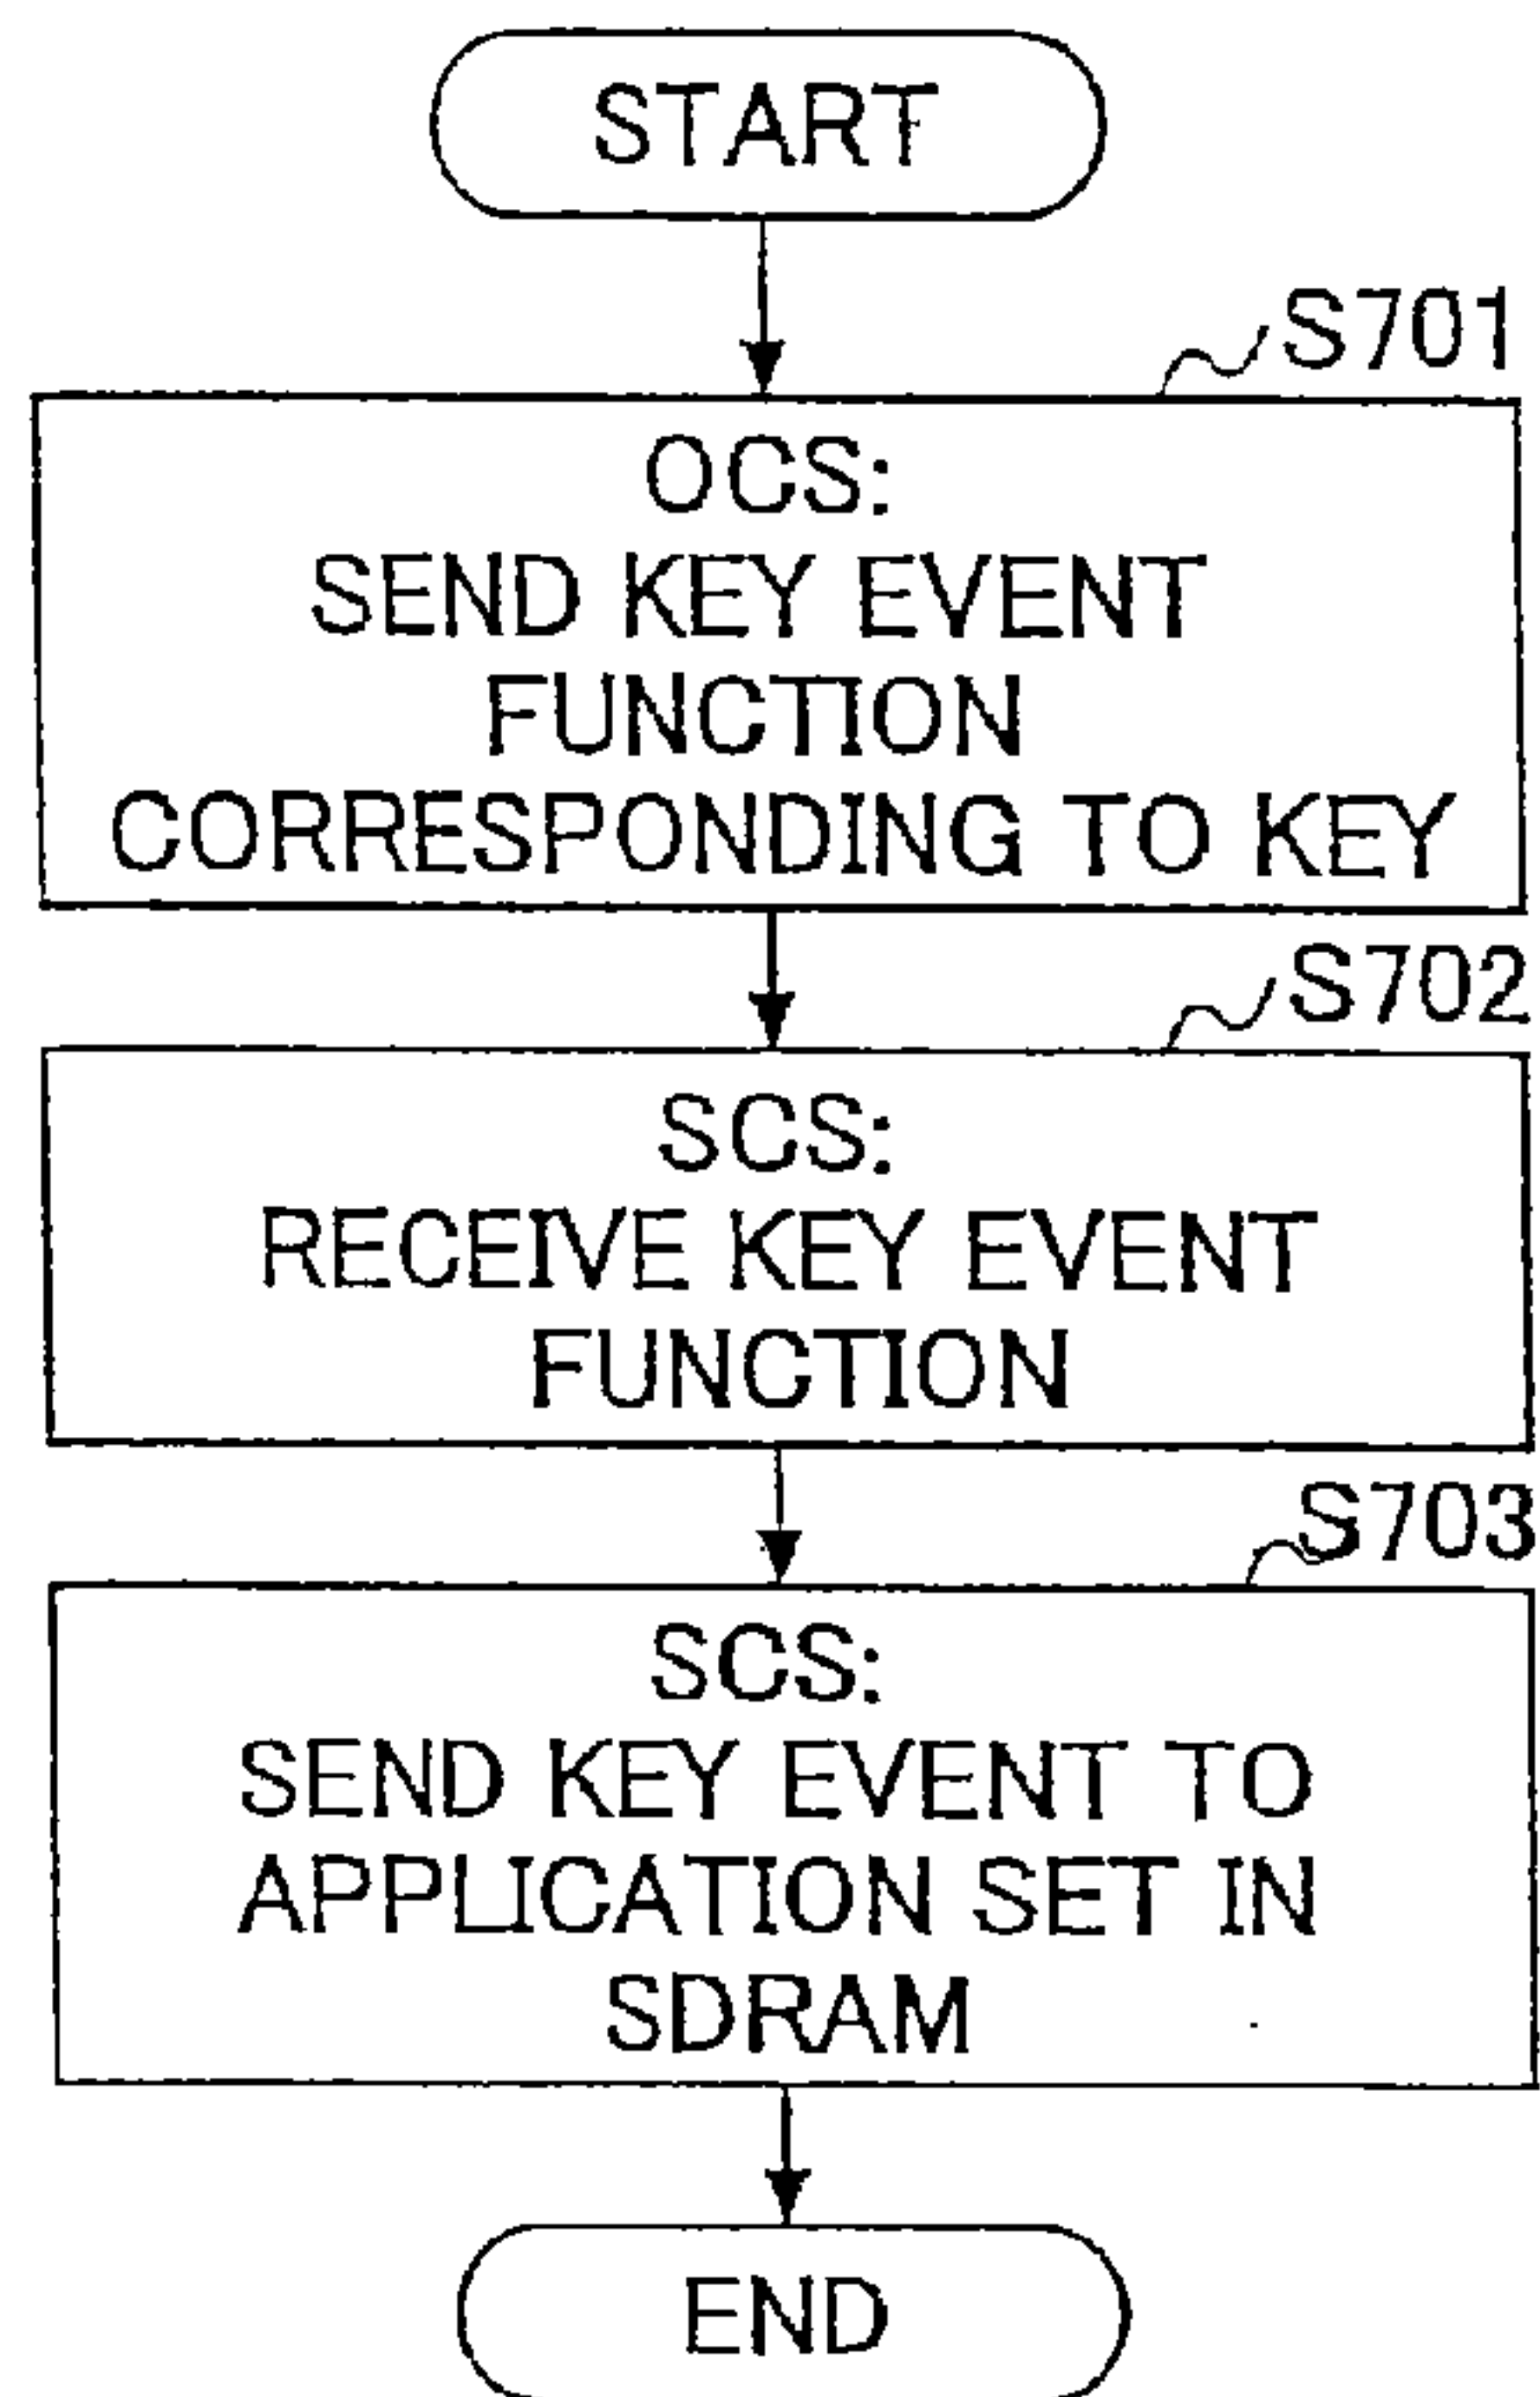 START
S701
OCS:
SEND KEY EVENT
FUNCTION
CORRESPONDING TO KEY
S702
SCS:
RECEIVE KEY EVENT
FUNCTION
S703
SCS:
SEND KEY EVENT TO
APPLICATION SET IN
SDRAM
END